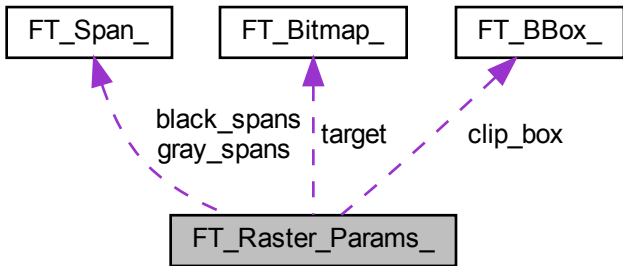 FT_Span_
FT_Bitmap_
FT_BBox_
black_spans
gray_spans
target
clip_box
FT_Raster_Params_